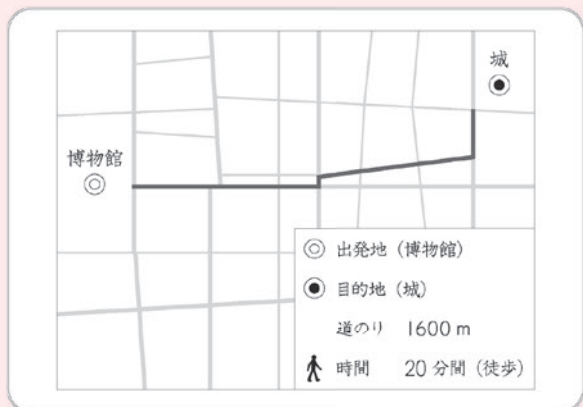 城
博物館
出発地（博物館）
目的地（城）
道のり 1600 m
時間 20 分間（徒歩）